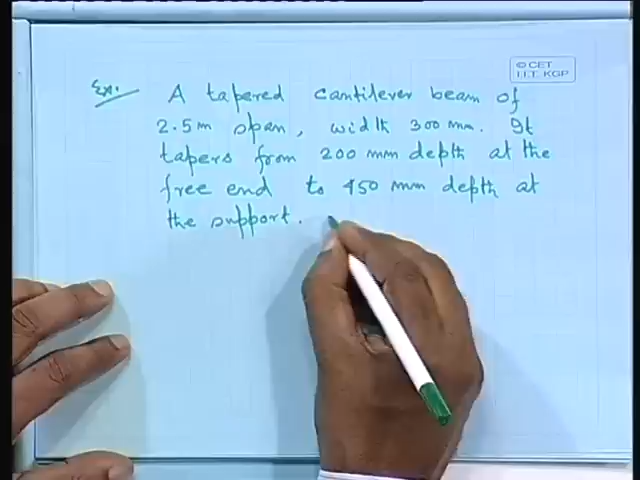 © CET
I.I.T. KGP
Ex.
A tapered cantilever beam of
2.5m span, width 300 mm. It
tapers from 200 mm depth at the
free end to 450 mm depth at
the support.